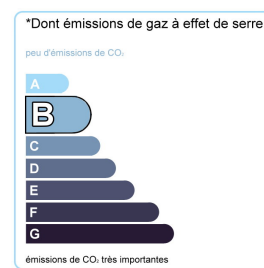 *Dont émissions de gaz à effet de serre
peu d'émissions de CO₂
A
B
C
D
E
F
G
émissions de CO₂ très importantes